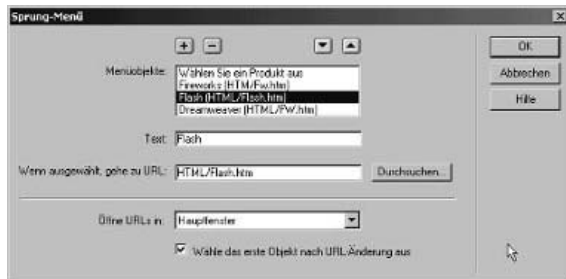 Sprung-Menü
+ −
OK
Abbrechen
Hilfe
Menüobjekte:
Wählen Sie ein Produkt aus
Fireworks (HTM/Fw.htm)
Flash (HTML/Flash.htm)
Dreamweaver (HTML/FW.htm)
Text: Flash
Wenn ausgewählt, gehe zu URL: HTML/Flash.htm Durchsuchen...
Öffne URLs in: Hauptfenster
Wähle das erste Objekt nach URL-Änderung aus